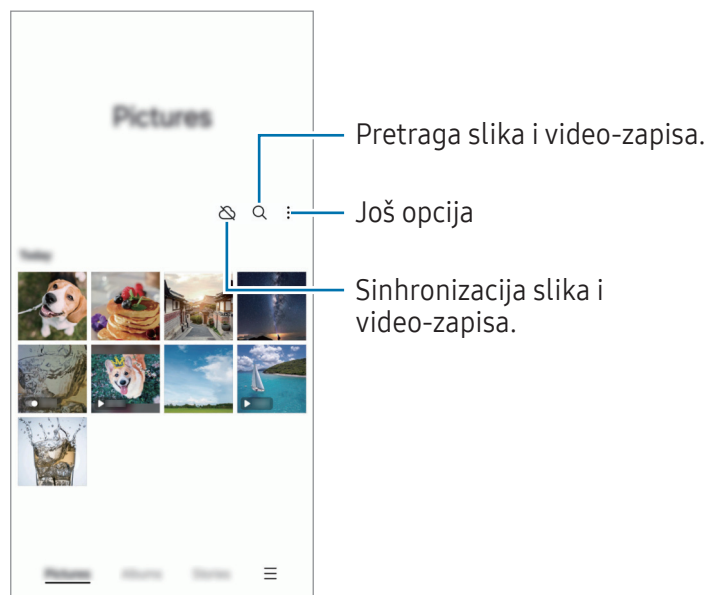 Pictures
Pretraga slika i video-zapisa.
Još opcija
Today
Sinhronizacija slika i
video-zapisa.
Pictures
Albums
Stories